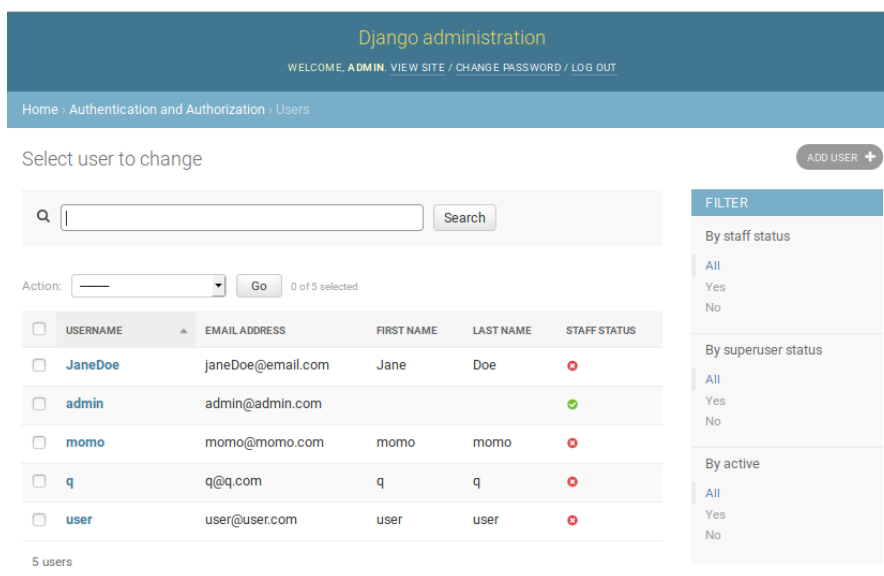 Django administration
WELCOME, ADMIN. VIEW SITE / CHANGE PASSWORD / LOG OUT
Home › Authentication and Authorization › Users
Select user to change
ADD USER +
Search
Action: --------- Go 0 of 5 selected
USERNAME EMAIL ADDRESS FIRST NAME LAST NAME STAFF STATUS
JaneDoe janeDoe@email.com Jane Doe
admin admin@admin.com
momo momo@momo.com momo momo
q q@q.com q q
user user@user.com user user
5 users
FILTER
By staff status
All
Yes
No
By superuser status
All
Yes
No
By active
All
Yes
No